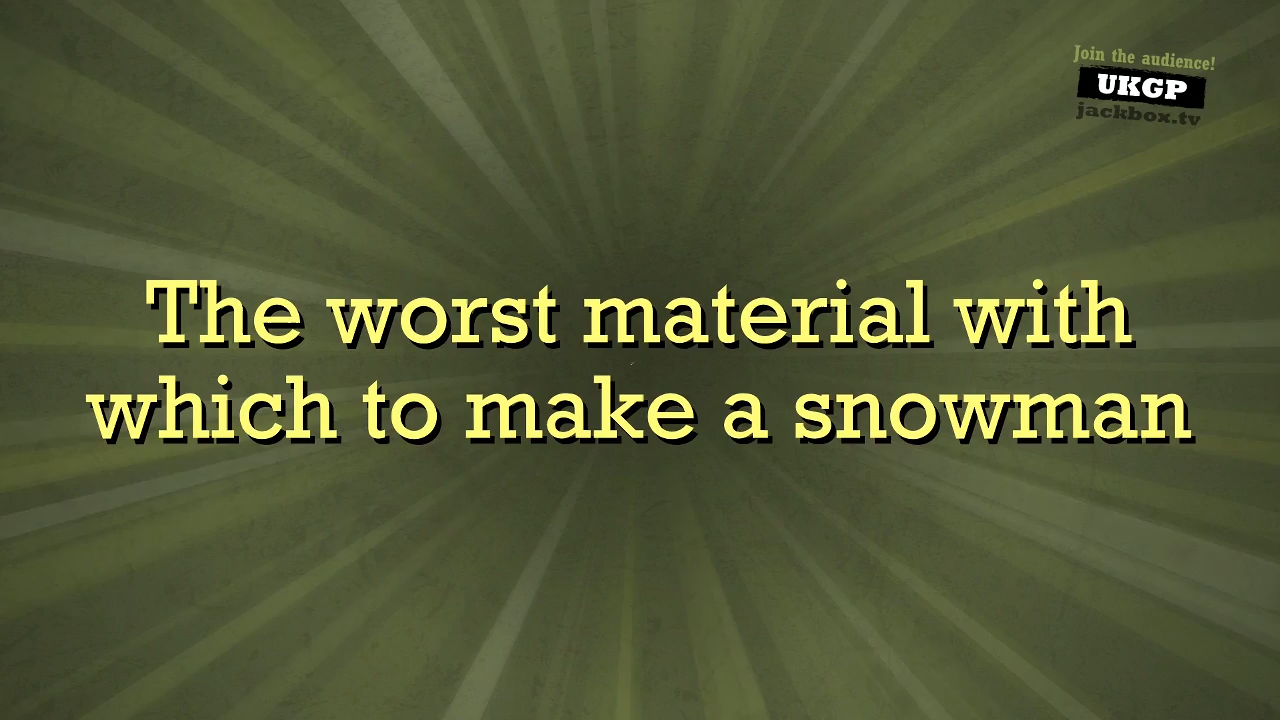 Join the audience!
UKGP
jackbox.tv
The worst material with
which to make a snowman